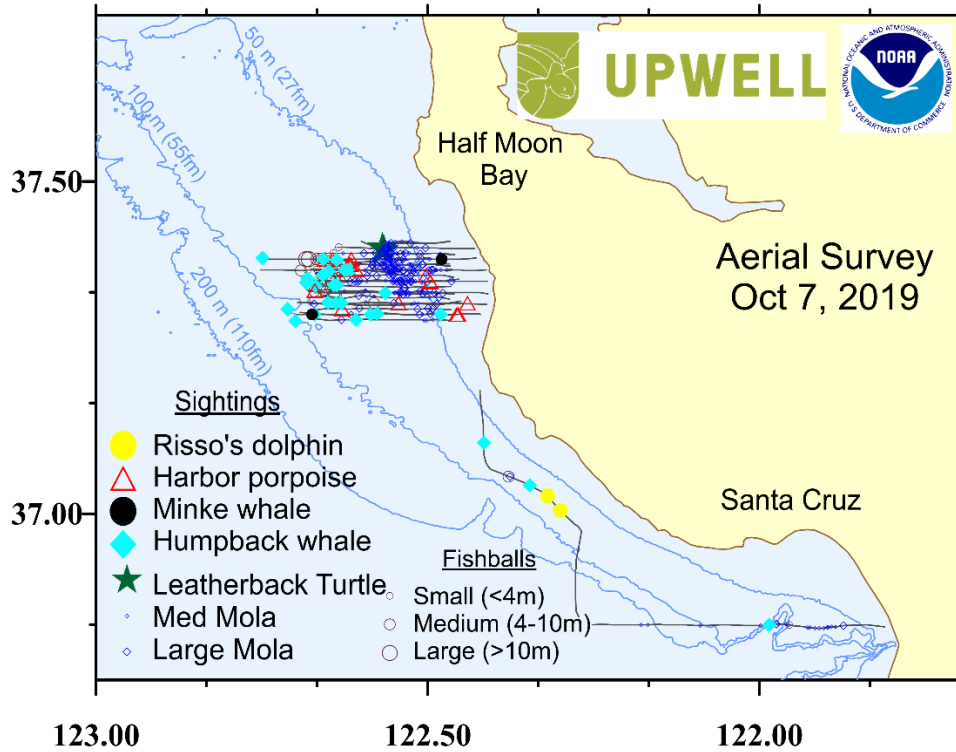 UPWELL
NATIONAL OCEANIC AND ATMOSPHERIC ADMINISTRATION
NOAA
U.S. DEPARTMENT OF COMMERCE
50 m (27fm)
100 m (55fm)
200 m (110fm)
Half Moon
Bay
37.50
Aerial Survey
Oct 7, 2019
Sightings
Risso's dolphin
Harbor porpoise
Minke whale
Humpback whale
Leatherback Turtle
Med Mola
Large Mola
Fishballs
Small (<4m)
Medium (4-10m)
Large (>10m)
37.00
Santa Cruz
123.00
122.50
122.00